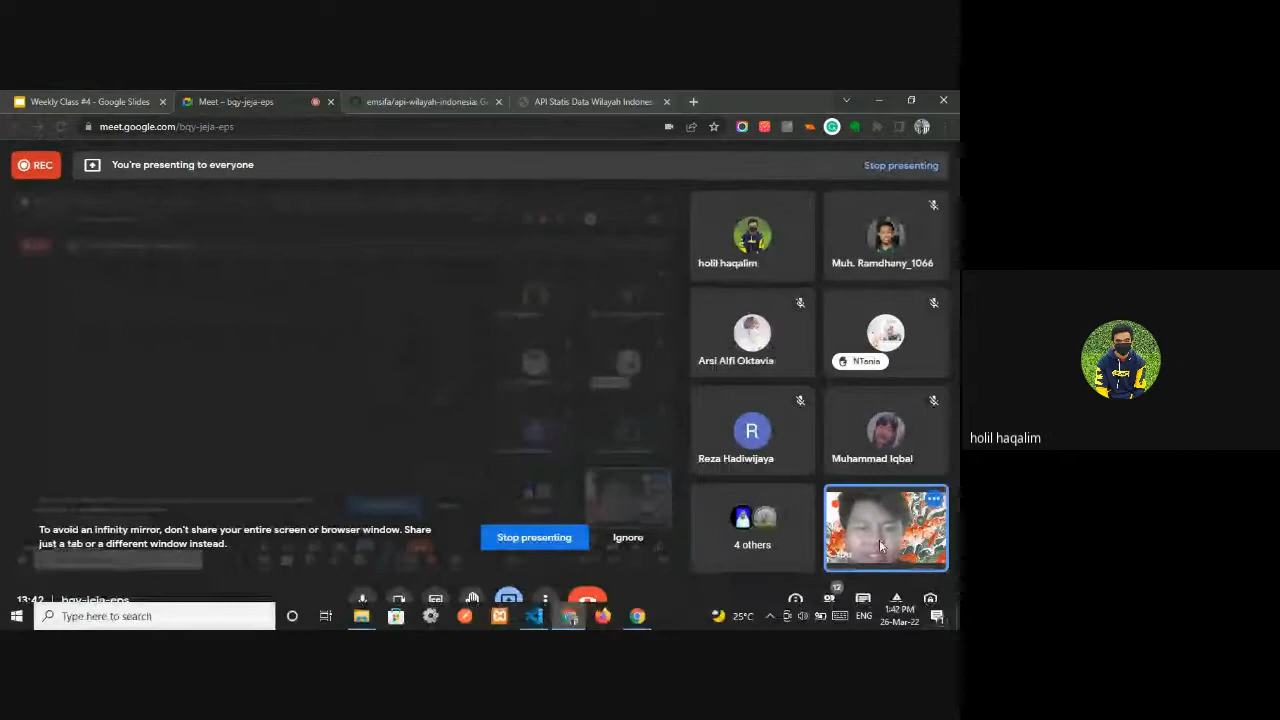 Weekly Class #4 - Google Slides
Meet – bqy-jeja-eps
emsifa/api-wilayah-indonesia: G
API Statis Data Wilayah Indones
meet.google.com/bqy-jeja-eps
REC
You're presenting to everyone
Stop presenting
holil haqalim
Muh. Ramdhany_1066
Arsi Alfi Oktavia
NTania
R
Reza Hadiwijaya
Muhammad Iqbal
4 others
To avoid an infinity mirror, don't share your entire screen or browser window. Share
just a tab or a different window instead.
Stop presenting
Ignore
holil haqalim
13:42
bqy-jeja-eps
12
Type here to search
25°C
ENG
1:42 PM
26-Mar-22